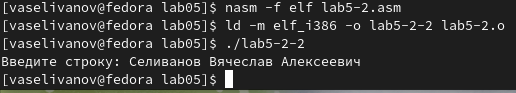 [vaselivanov@fedora lab05]$ nasm -f elf lab5-2.asm
[vaselivanov@fedora lab05]$ ld -m elf_i386 -o lab5-2-2 lab5-2.o
[vaselivanov@fedora lab05]$ ./lab5-2-2
Введите строку: Селиванов Вячеслав Алексеевич
[vaselivanov@fedora lab05]$